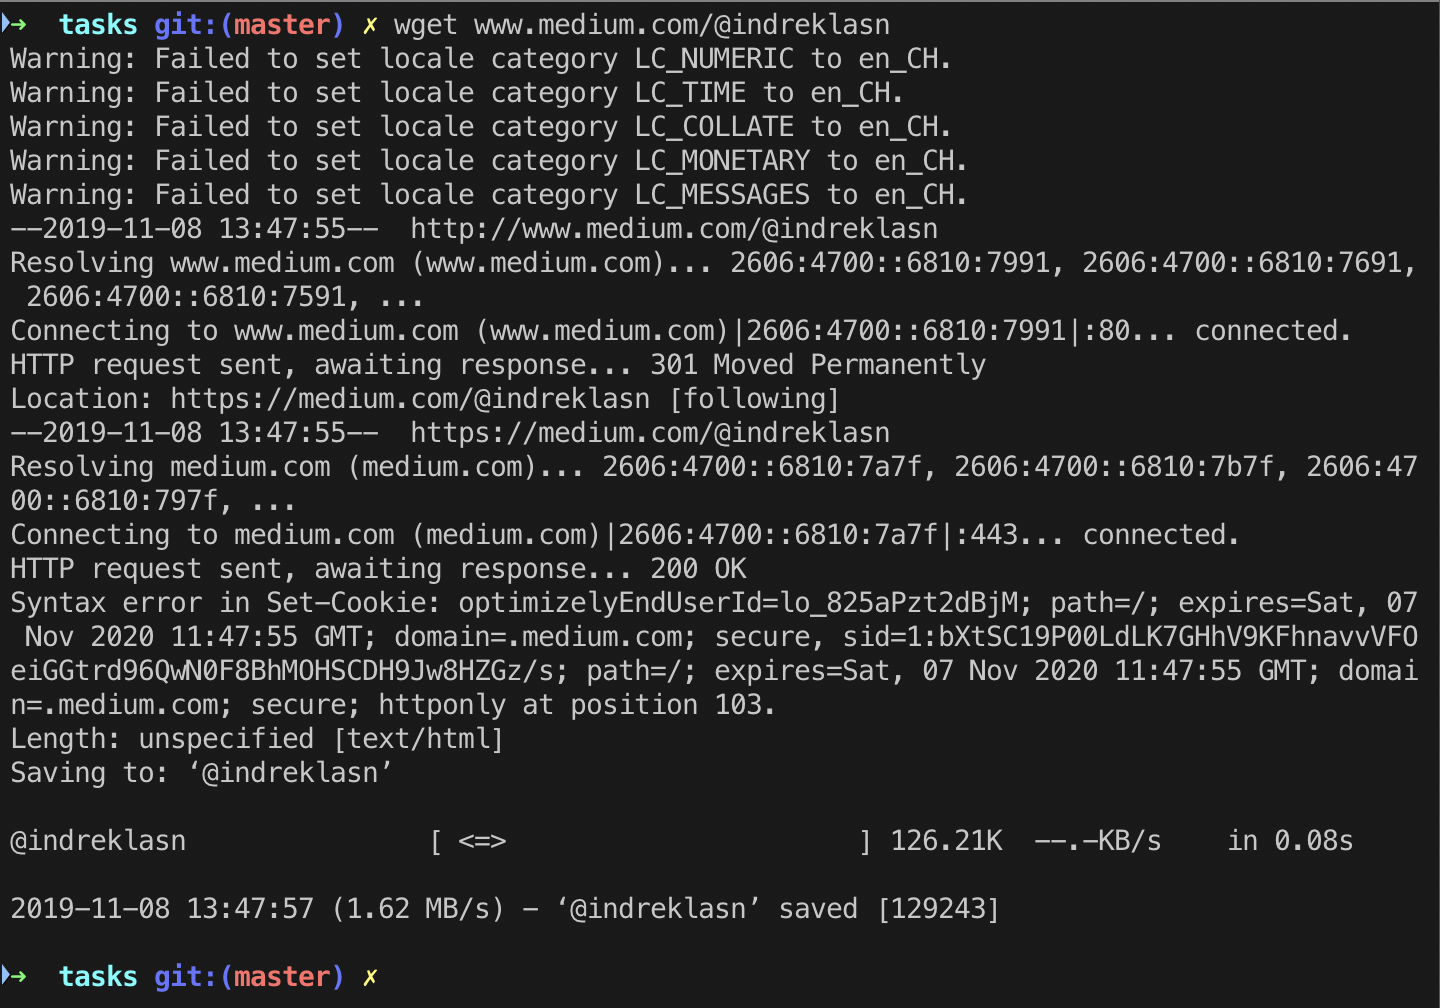 ➜  tasks git:(master) ✗ wget www.medium.com/@indreklasn
Warning: Failed to set locale category LC_NUMERIC to en_CH.
Warning: Failed to set locale category LC_TIME to en_CH.
Warning: Failed to set locale category LC_COLLATE to en_CH.
Warning: Failed to set locale category LC_MONETARY to en_CH.
Warning: Failed to set locale category LC_MESSAGES to en_CH.
--2019-11-08 13:47:55--  http://www.medium.com/@indreklasn
Resolving www.medium.com (www.medium.com)... 2606:4700::6810:7991, 2606:4700::6810:7691,
 2606:4700::6810:7591, ...
Connecting to www.medium.com (www.medium.com)|2606:4700::6810:7991|:80... connected.
HTTP request sent, awaiting response... 301 Moved Permanently
Location: https://medium.com/@indreklasn [following]
--2019-11-08 13:47:55--  https://medium.com/@indreklasn
Resolving medium.com (medium.com)... 2606:4700::6810:7a7f, 2606:4700::6810:7b7f, 2606:47
00::6810:797f, ...
Connecting to medium.com (medium.com)|2606:4700::6810:7a7f|:443... connected.
HTTP request sent, awaiting response... 200 OK
Syntax error in Set-Cookie: optimizelyEndUserId=lo_825aPzt2dBjM; path=/; expires=Sat, 07
 Nov 2020 11:47:55 GMT; domain=.medium.com; secure, sid=1:bXtSC19P00LdLK7GHhV9KFhnavvVFO
eiGGtrd96QwN0F8BhMOHSCDH9Jw8HZGz/s; path=/; expires=Sat, 07 Nov 2020 11:47:55 GMT; domai
n=.medium.com; secure; httponly at position 103.
Length: unspecified [text/html]
Saving to: ‘@indreklasn’
@indreklasn               [ <=>                      ] 126.21K  --.-KB/s    in 0.08s
2019-11-08 13:47:57 (1.62 MB/s) - ‘@indreklasn’ saved [129243]
➜  tasks git:(master) ✗